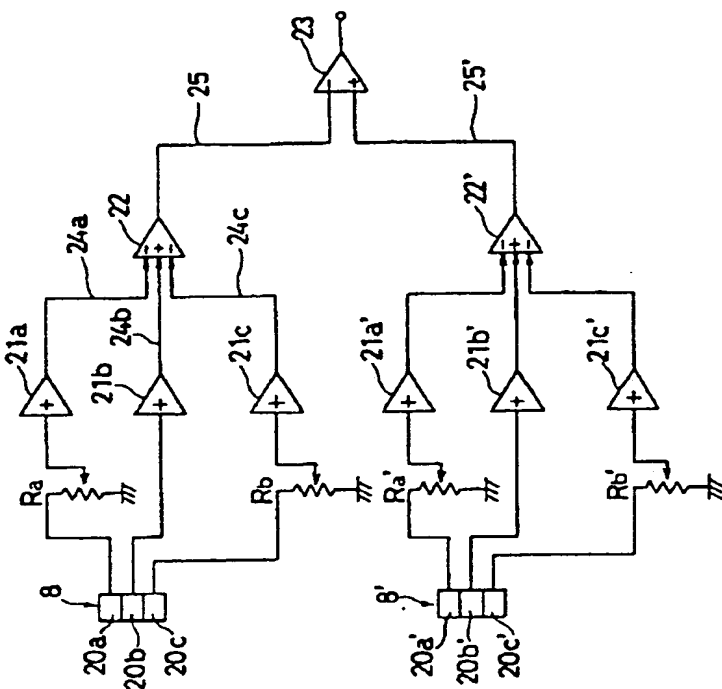 23
25
25'
22
24a
24c
24b
22'
21a
21b
21c
21a'
21b'
21c'
Ra
Rb
Ra'
Rb'
8
20a
20b
20c
8'
20a'
20b'
20c'
+
+
+
+
+
+
−
+
−
−
+
−
−
+